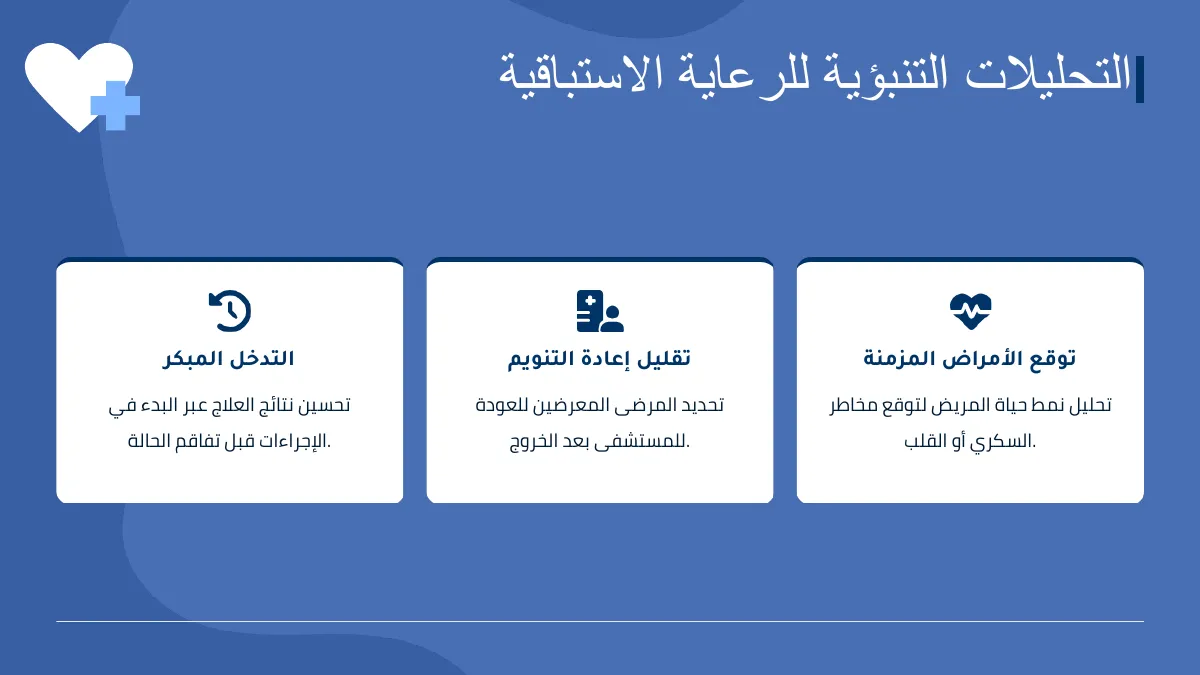 التحليلات التنبؤية للرعاية الاستباقية
توقع الأمراض المزمنة
تحليل نمط حياة المريض لتوقع مخاطر
السكري أو القلب.
تقليل إعادة التنويم
تحديد المرضى المعرضين للعودة
للمستشفى بعد الخروج.
التدخل المبكر
تحسين نتائج العلاج عبر البدء في
الإجراءات قبل تفاقم الحالة.